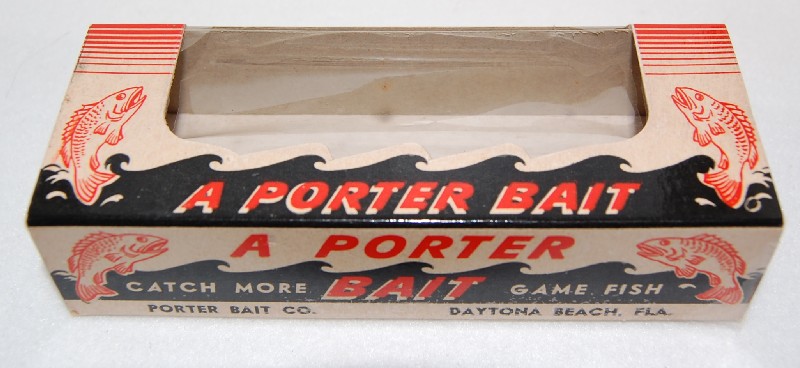 A PORTER BAIT
A PORTER
CATCH MORE BAIT GAME FISH
PORTER BAIT CO. DAYTONA BEACH, FLA.